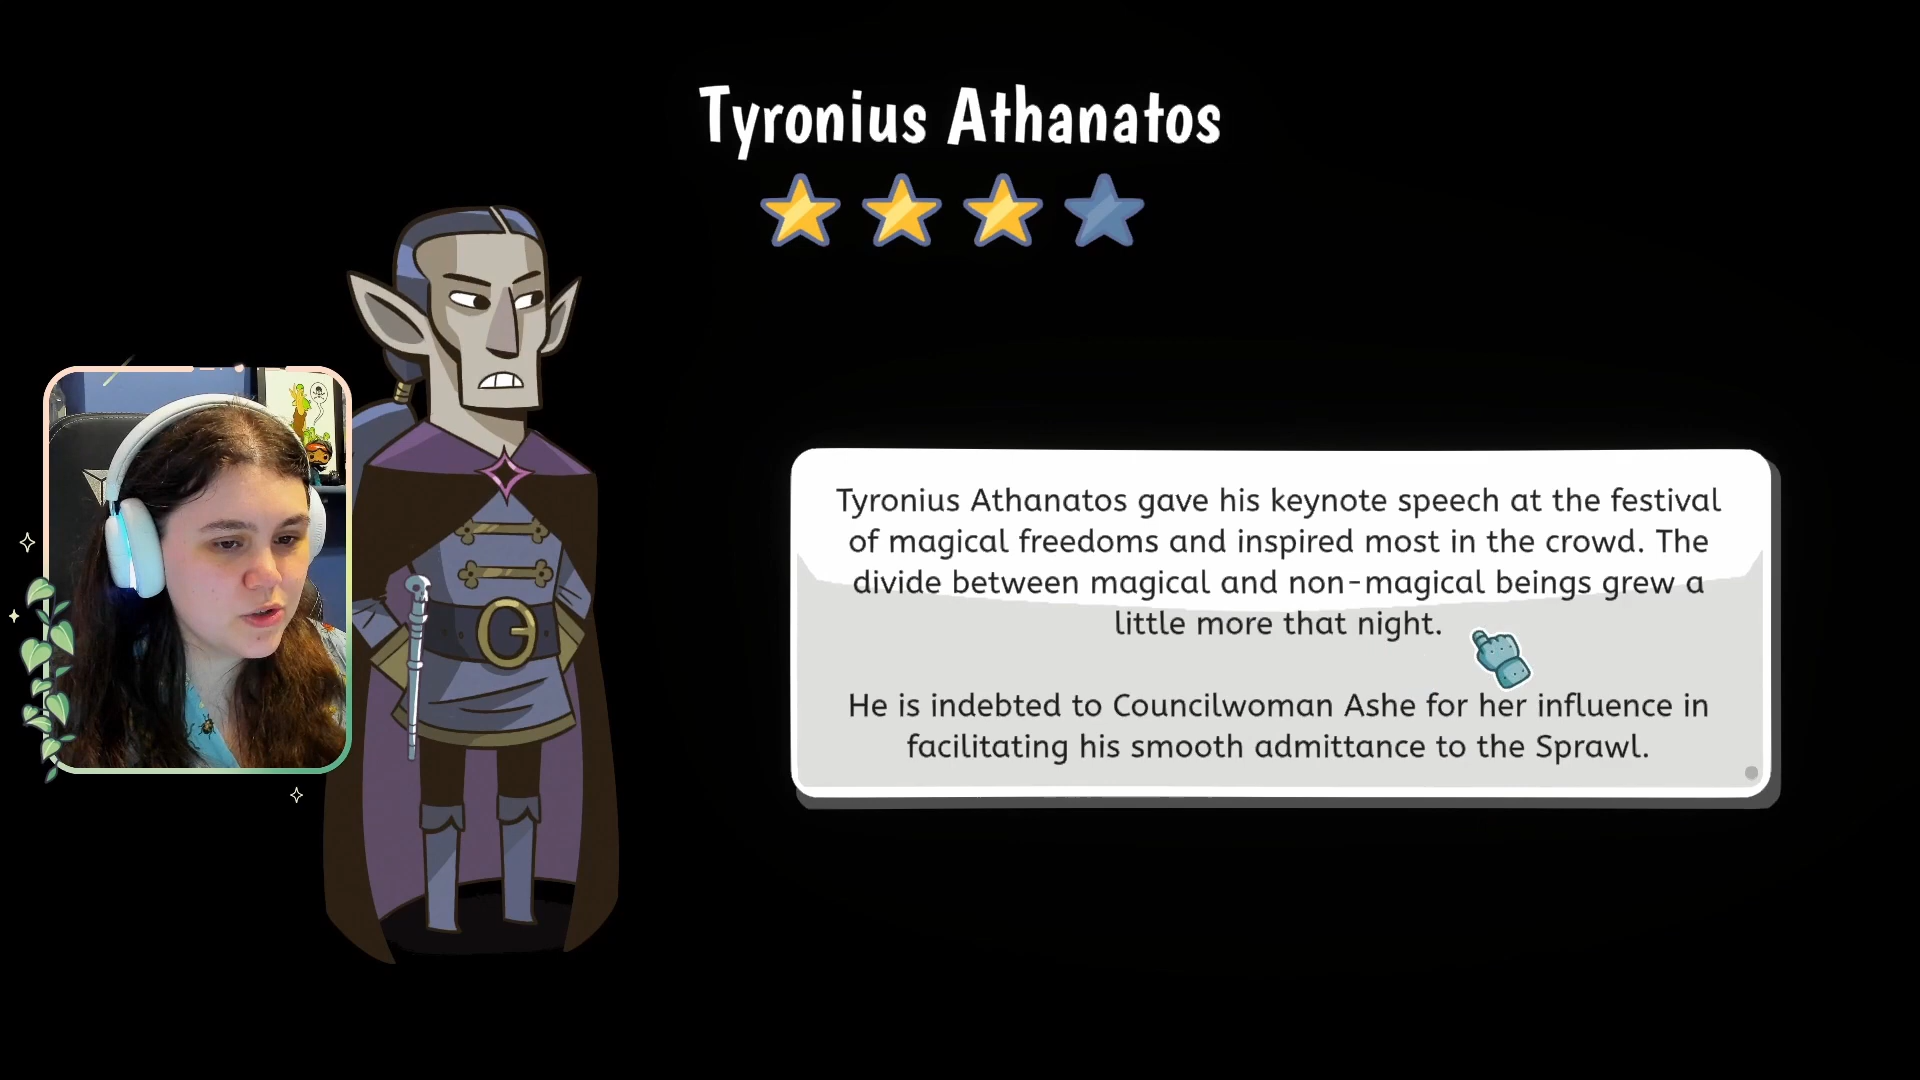 Tyronius Athanatos
Tyronius Athanatos gave his keynote speech at the festival
of magical freedoms and inspired most in the crowd. The
divide between magical and non-magical beings grew a
little more that night.
He is indebted to Councilwoman Ashe for her influence in
facilitating his smooth admittance to the Sprawl.